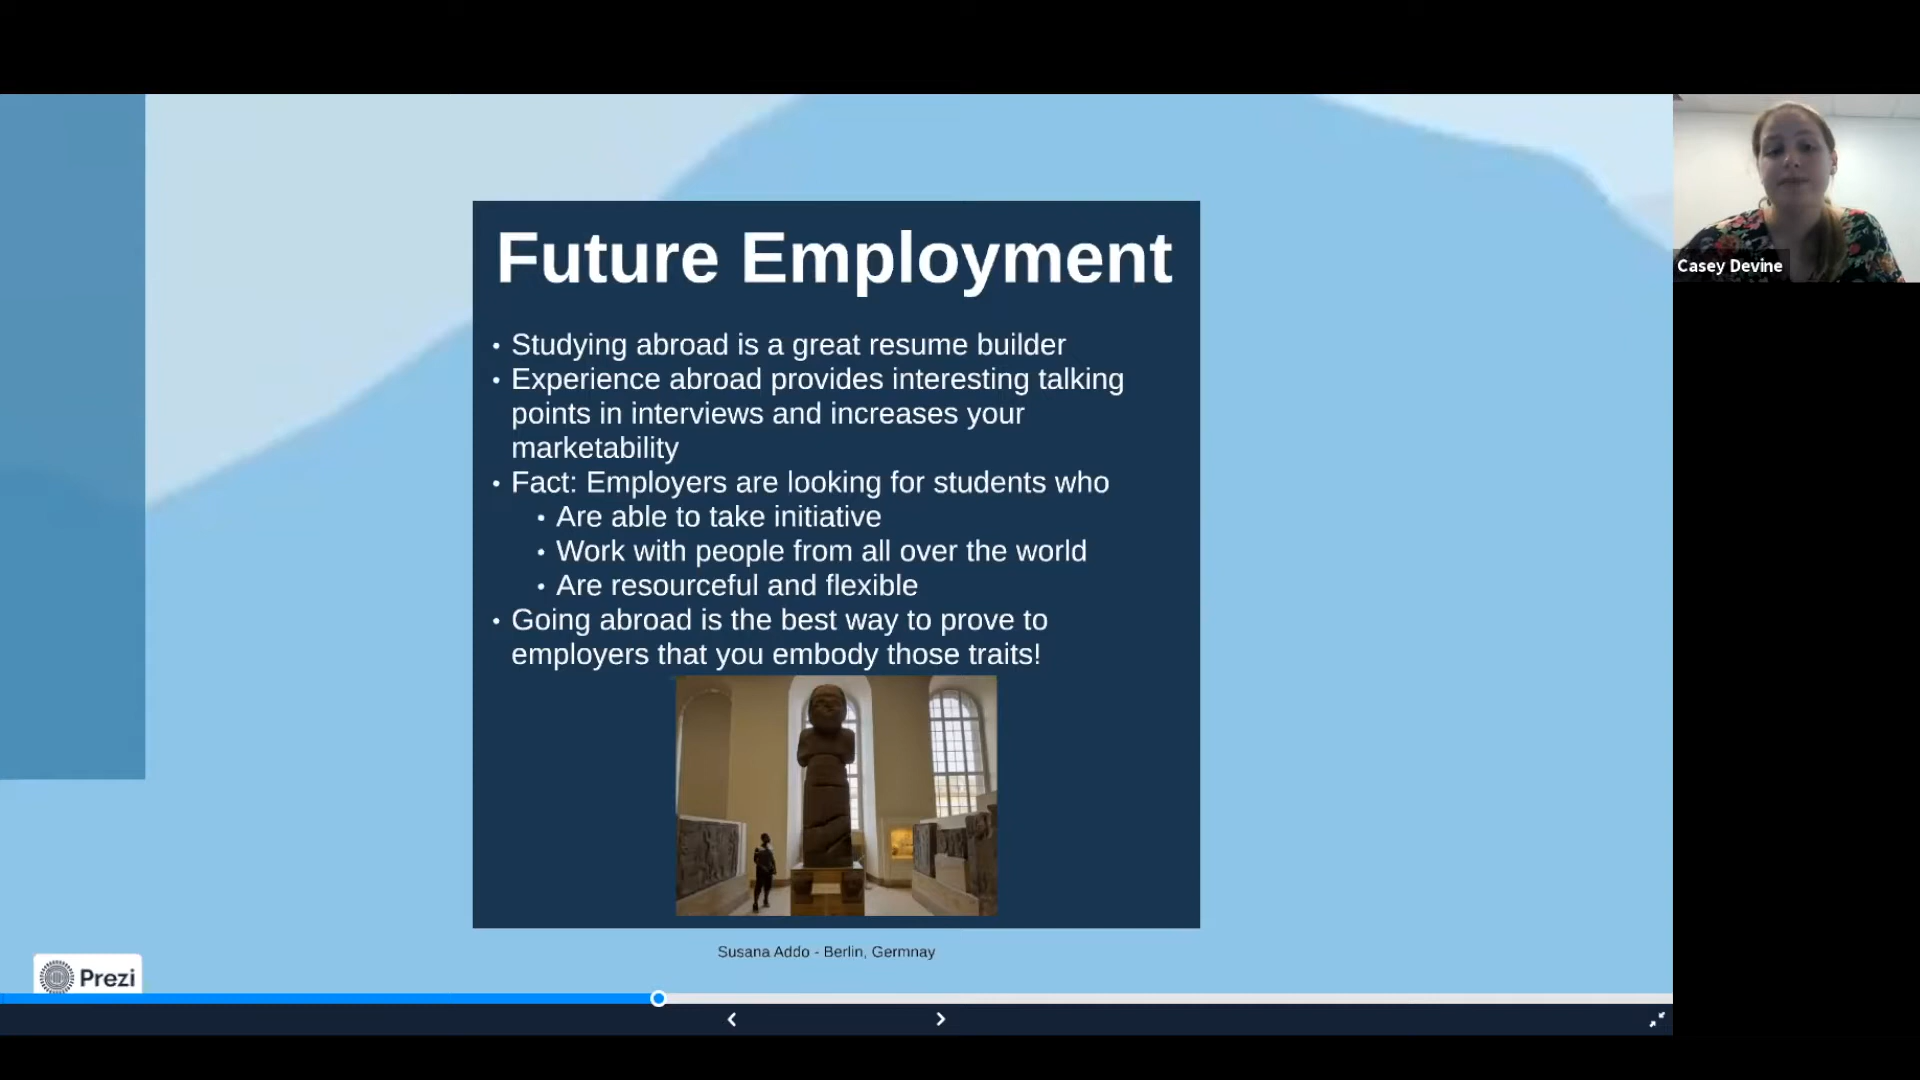 Future Employment
• Studying abroad is a great resume builder
• Experience abroad provides interesting talking
points in interviews and increases your
marketability
• Fact: Employers are looking for students who
• Are able to take initiative
• Work with people from all over the world
• Are resourceful and flexible
• Going abroad is the best way to prove to
employers that you embody those traits!
Susana Addo - Berlin, Germnay
Prezi
Casey Devine